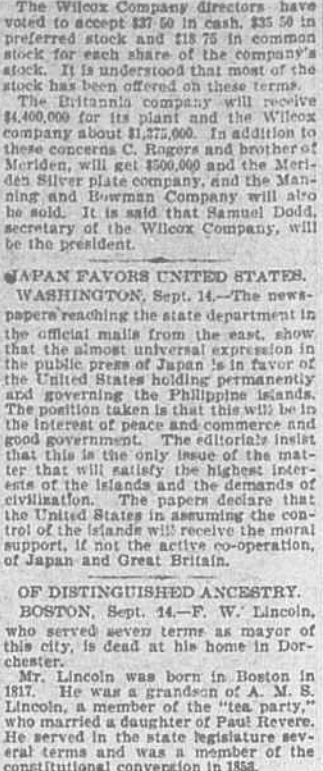 The Wilcox Company directors have
voted to accept $37 50 in cash, $35 50 in
preferred stock and $18 75 in common
stock for each share of the company's
stock. It is understood that most of the
stock has been offered on these terms.
The Britannia company will receive
$4,400,000 for its plant and the Wilcox
company about $1,375,000. In addition to
these concerns C. Rogers and brother of
Meriden, will get $500,000 and the Meri-
den Silver plate company, and the Man-
ning and Bowman Company will also
be sold. It is said that Samuel Dodd,
secretary of the Wilcox Company, will
be the president.
JAPAN FAVORS UNITED STATES.
WASHINGTON, Sept. 14.—The news-
papers reaching the state department in
the official mails from the east, show
that the almost universal expression in
the public press of Japan is in favor of
the United States holding permanently
and governing the Philippine islands.
The position taken is that this will be in
the interest of peace and commerce and
good government. The editorials insist
that this is the only issue of the mat-
ter that will satisfy the highest inter-
ests of the islands and the demands of
civilization. The papers declare that
the United States in assuming the con-
trol of the islands will receive the moral
support, if not the active co-operation,
of Japan and Great Britain.
OF DISTINGUISHED ANCESTRY.
BOSTON, Sept. 14.—F. W. Lincoln,
who served seven terms as mayor of
this city, is dead at his home in Dor-
chester.
Mr. Lincoln was born in Boston in
1817. He was a grandson of A. M. S.
Lincoln, a member of the "tea party,"
who married a daughter of Paul Revere.
He served in the state legislature sev-
eral terms and was a member of the
constitutional convention in 1853.